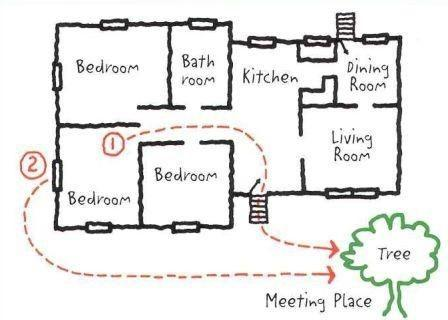 Bedroom
Bath
room
Kitchen
Dining
Room
1
2
Bedroom
Bedroom
Living
Room
Tree
Meeting Place